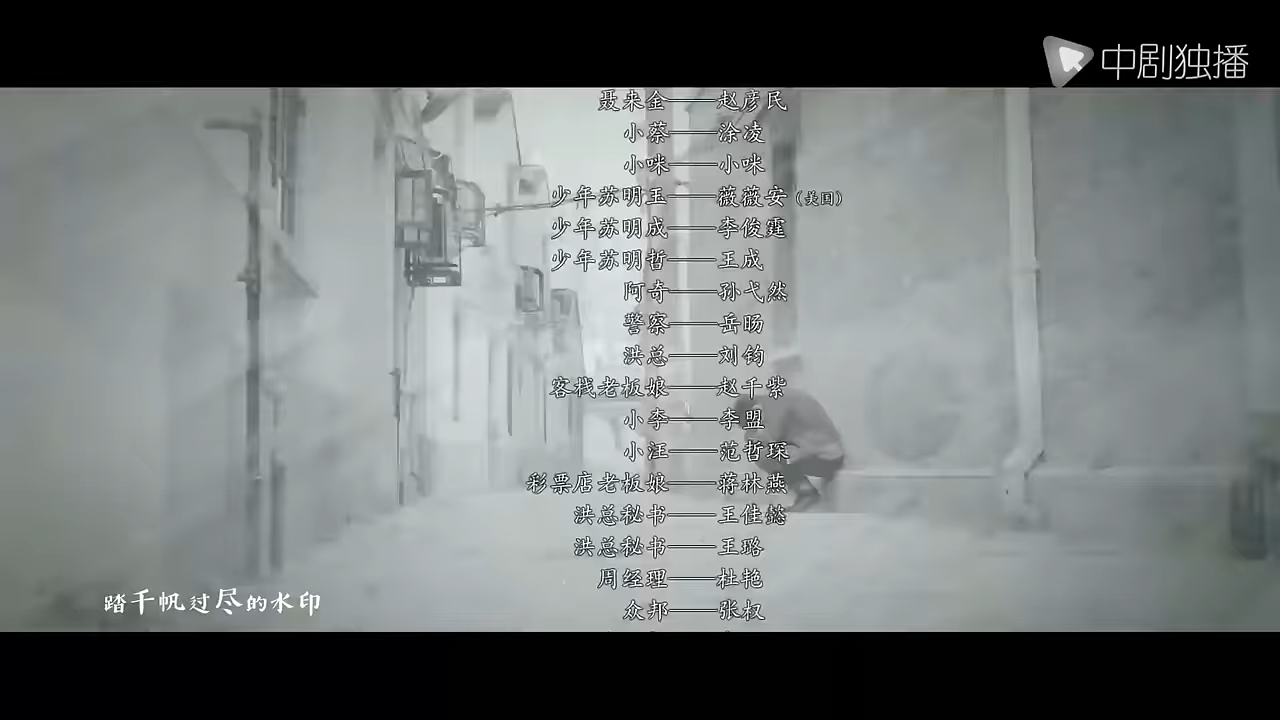 中剧独播
聂来金——赵彦民
小蔡——涂凌
小咪——小咪
少年苏明玉——薇薇安（美国）
少年苏明成——李俊霆
少年苏明哲——王成
阿奇——孙弋然
警察——岳旸
洪总——刘钧
客栈老板娘——赵千紫
小李——李盟
小汪——范哲琛
彩票店老板娘——蒋林燕
洪总秘书——王佳懿
洪总秘书——王璐
周经理——杜艳
众邦——张权
踏千帆过尽的水印